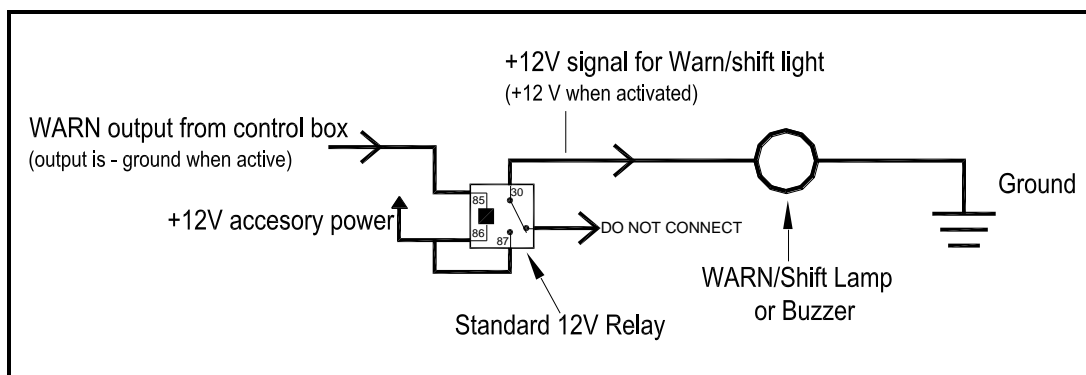 +12V signal for Warn/shift light
(+12 V when activated)
WARN output from control box
(output is - ground when active)
+12V accesory power
85
86
30
87
DO NOT CONNECT
Ground
WARN/Shift Lamp
or Buzzer
Standard 12V Relay